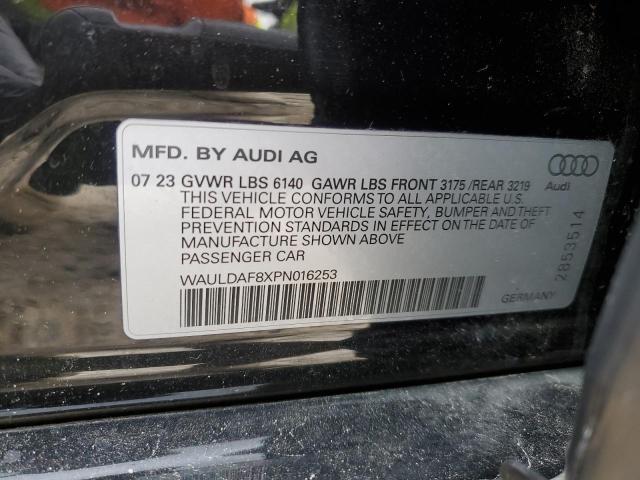 MFD. BY AUDI AG
07 23 GVWR LBS 6140 GAWR LBS FRONT 3175 /REAR 3219
THIS VEHICLE CONFORMS TO ALL APPLICABLE U.S.
FEDERAL MOTOR VEHICLE SAFETY, BUMPER AND THEFT
PREVENTION STANDARDS IN EFFECT ON THE DATE OF
MANUFACTURE SHOWN ABOVE
PASSENGER CAR
WAULDAF8XPN016253
Audi
2853514
GERMANY